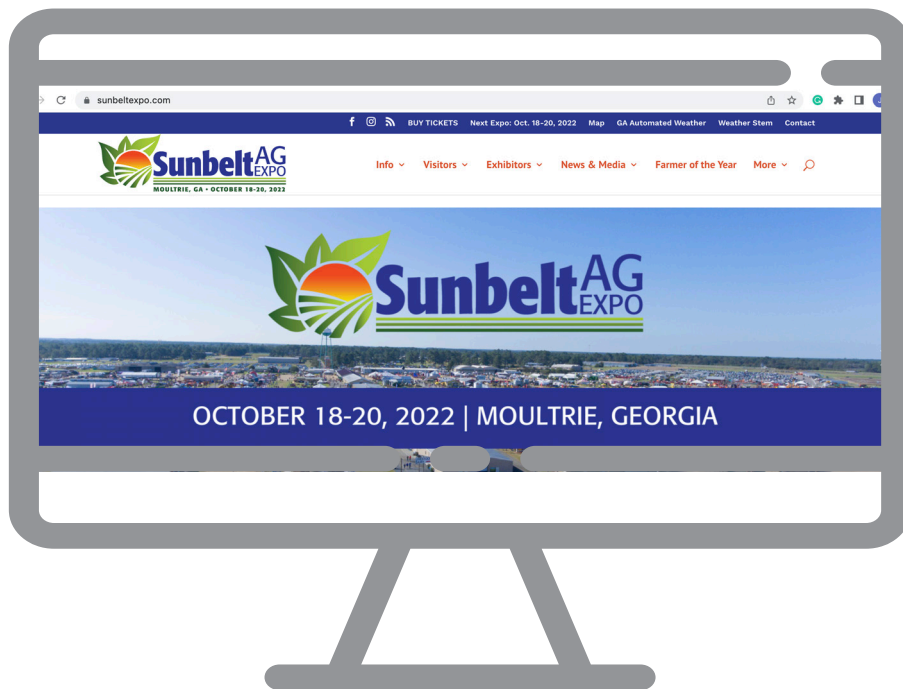 sunbeltexpo.com
BUY TICKETS Next Expo: Oct. 18-20, 2022 Map GA Automated Weather Weather Stem Contact
Sunbelt AG EXPO
MOULTRIE, GA • OCTOBER 18-20, 2022
Info Visitors Exhibitors News & Media Farmer of the Year More
Sunbelt AG EXPO
OCTOBER 18-20, 2022 | MOULTRIE, GEORGIA